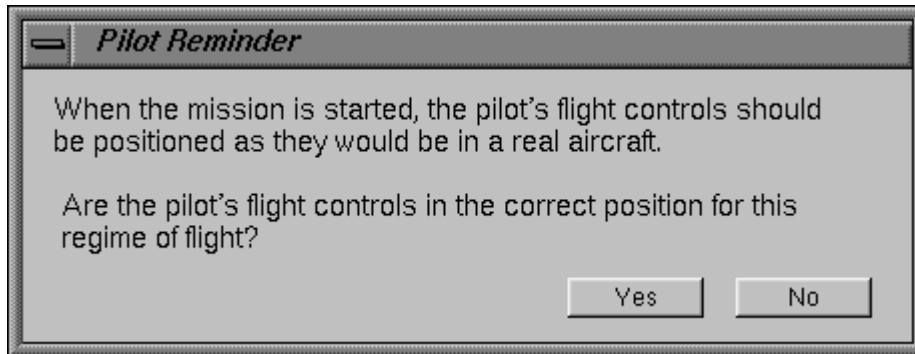 Pilot Reminder
When the mission is started, the pilot's flight controls should
be positioned as they would be in a real aircraft.
Are the pilot's flight controls in the correct position for this
regime of flight?
Yes No